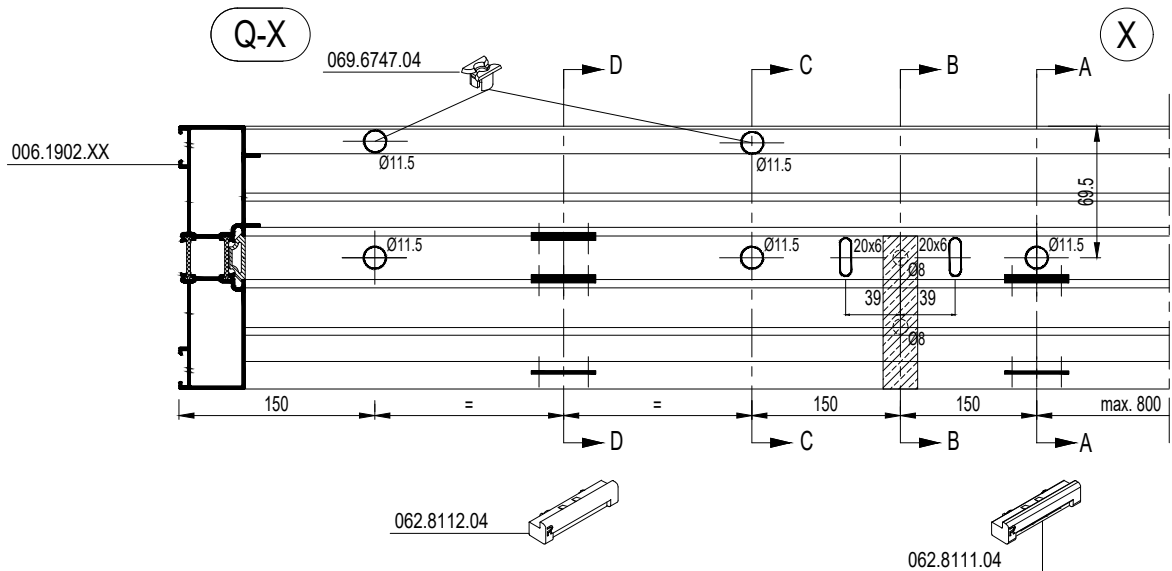 Q-X
X
069.6747.04
D
C
B
A
006.1902.XX
Ø11.5
Ø11.5
69.5
Ø11.5
Ø11.5
20x6
20x6
Ø11.5
Ø8
39
39
Ø8
150
=
=
150
150
max. 800
D
C
B
A
062.8112.04
062.8111.04